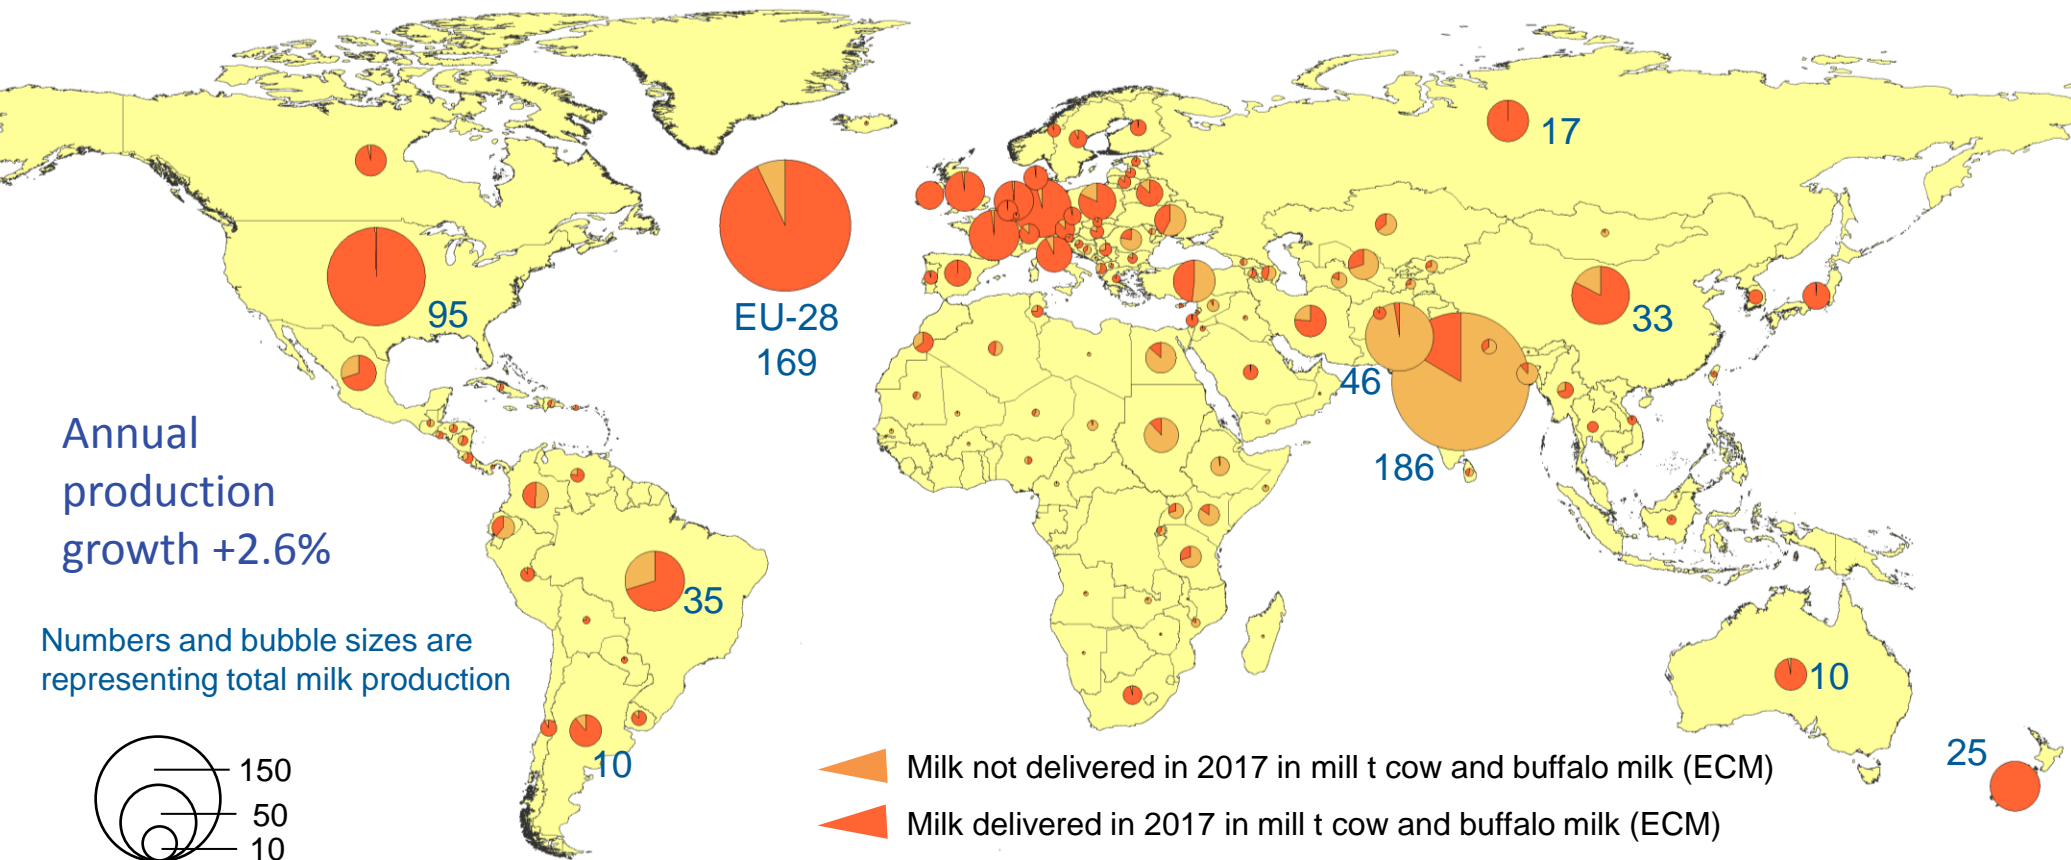 17
95
EU-28
169
33
46
186
Annual
production
growth +2.6%
35
Numbers and bubble sizes are
representing total milk production
10
10
25
150
50
10
Milk not delivered in 2017 in mill t cow and buffalo milk (ECM)
Milk delivered in 2017 in mill t cow and buffalo milk (ECM)